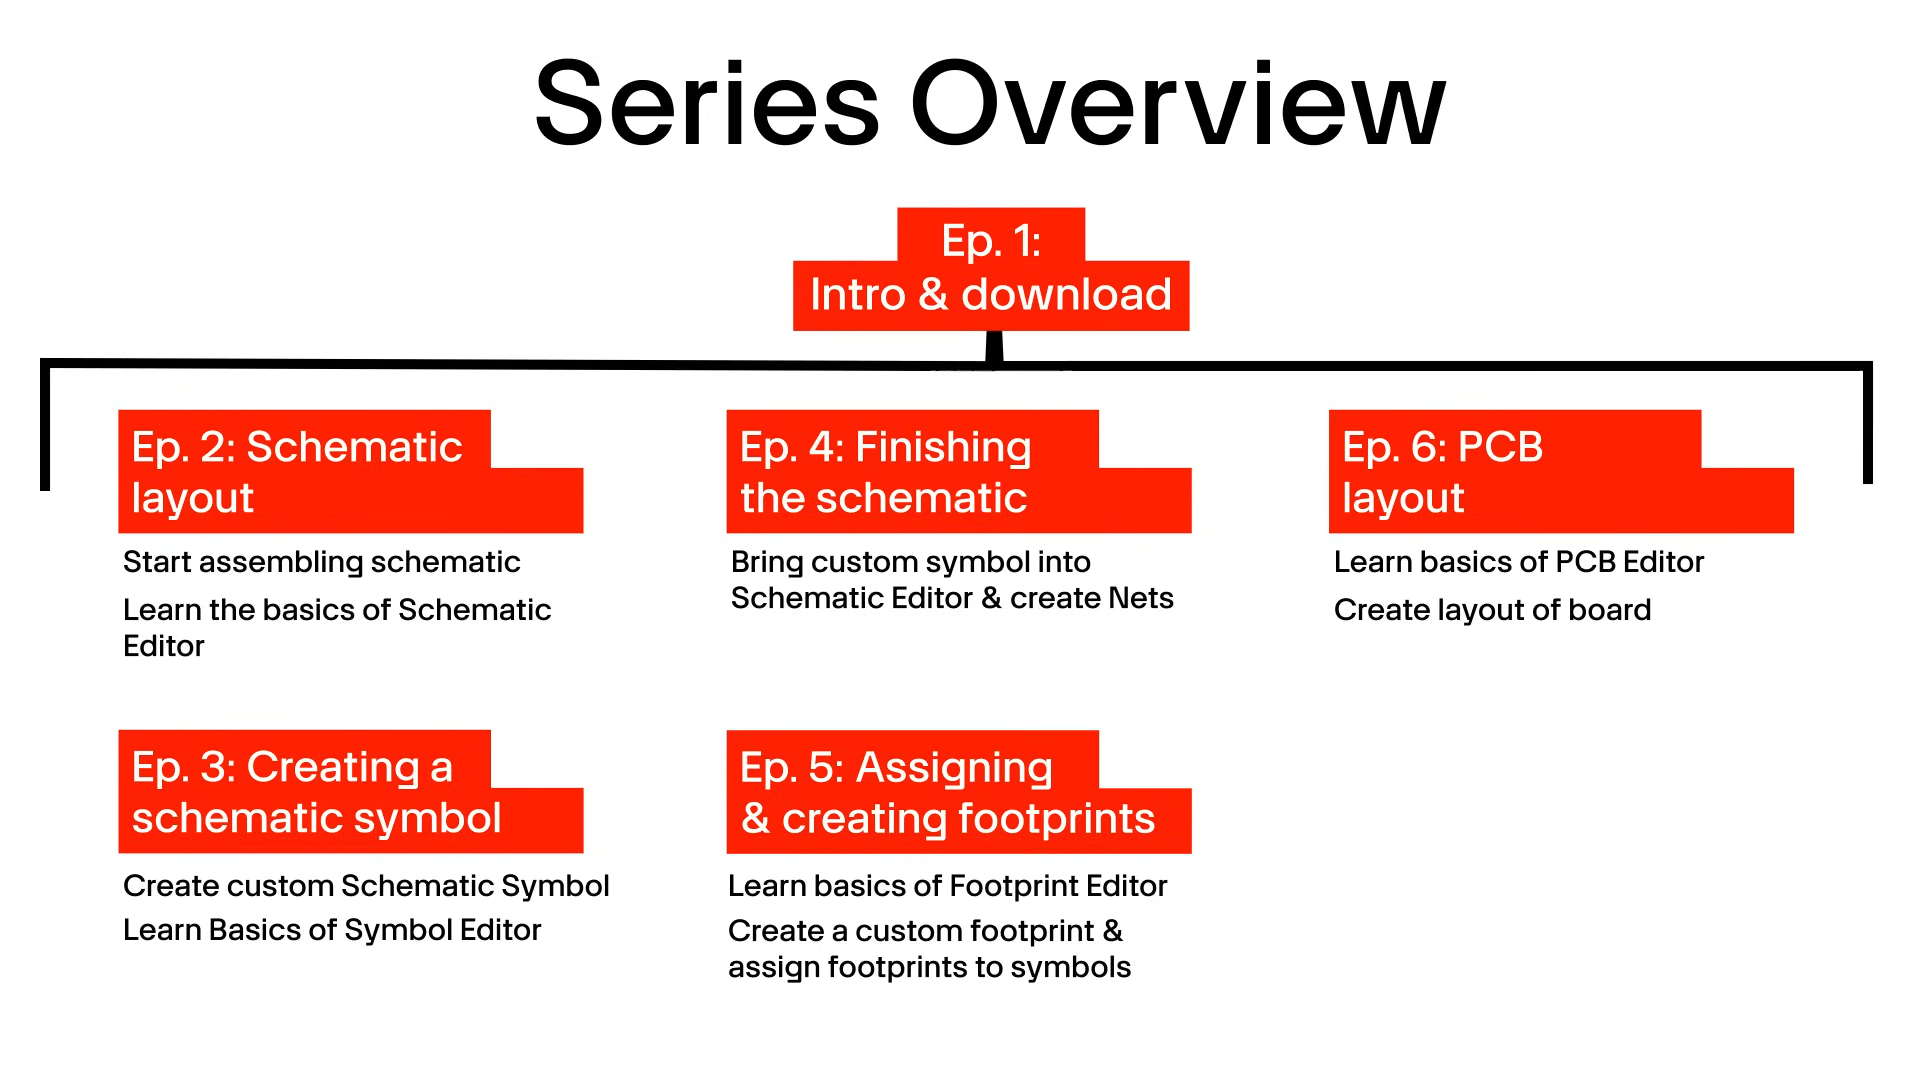 Series Overview
Ep. 1:
Intro & download
Ep. 2: Schematic
layout
Start assembling schematic
Learn the basics of Schematic
Editor
Ep. 3: Creating a
schematic symbol
Create custom Schematic Symbol
Learn Basics of Symbol Editor
Ep. 4: Finishing
the schematic
Bring custom symbol into
Schematic Editor & create Nets
Ep. 5: Assigning
& creating footprints
Learn basics of Footprint Editor
Create a custom footprint &
assign footprints to symbols
Ep. 6: PCB
layout
Learn basics of PCB Editor
Create layout of board